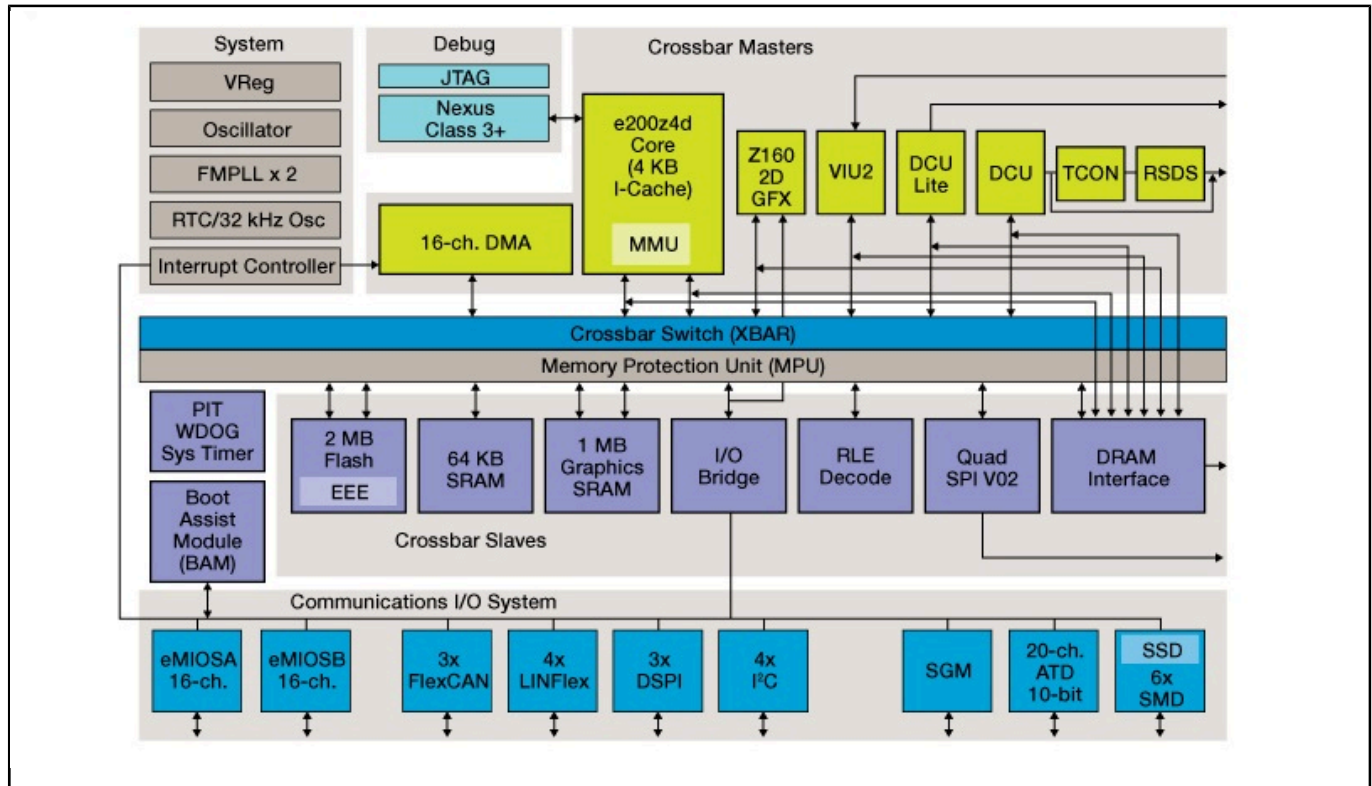 System
VReg
Oscillator
FMPLL x 2
RTC/32 kHz Osc
Interrupt Controller
Debug
JTAG
Nexus
Class 3+
Crossbar Masters
16-ch. DMA
e200z4d
Core
(4 KB
I-Cache)
MMU
Z160
2D
GFX
VIU2
DCU
Lite
DCU
TCON
RSDS
Crossbar Switch (XBAR)
Memory Protection Unit (MPU)
PIT
WDOG
Sys Timer
Boot
Assist
Module
(BAM)
2 MB
Flash
EEE
64 KB
SRAM
1 MB
Graphics
SRAM
I/O
Bridge
RLE
Decode
Quad
SPI V02
DRAM
Interface
Crossbar Slaves
Communications I/O System
eMIOSA
16-ch.
eMIOSB
16-ch.
3x
FlexCAN
4x
LINFlex
3x
DSPI
4x
I²C
SGM
20-ch.
ATD
10-bit
SSD
6x
SMD